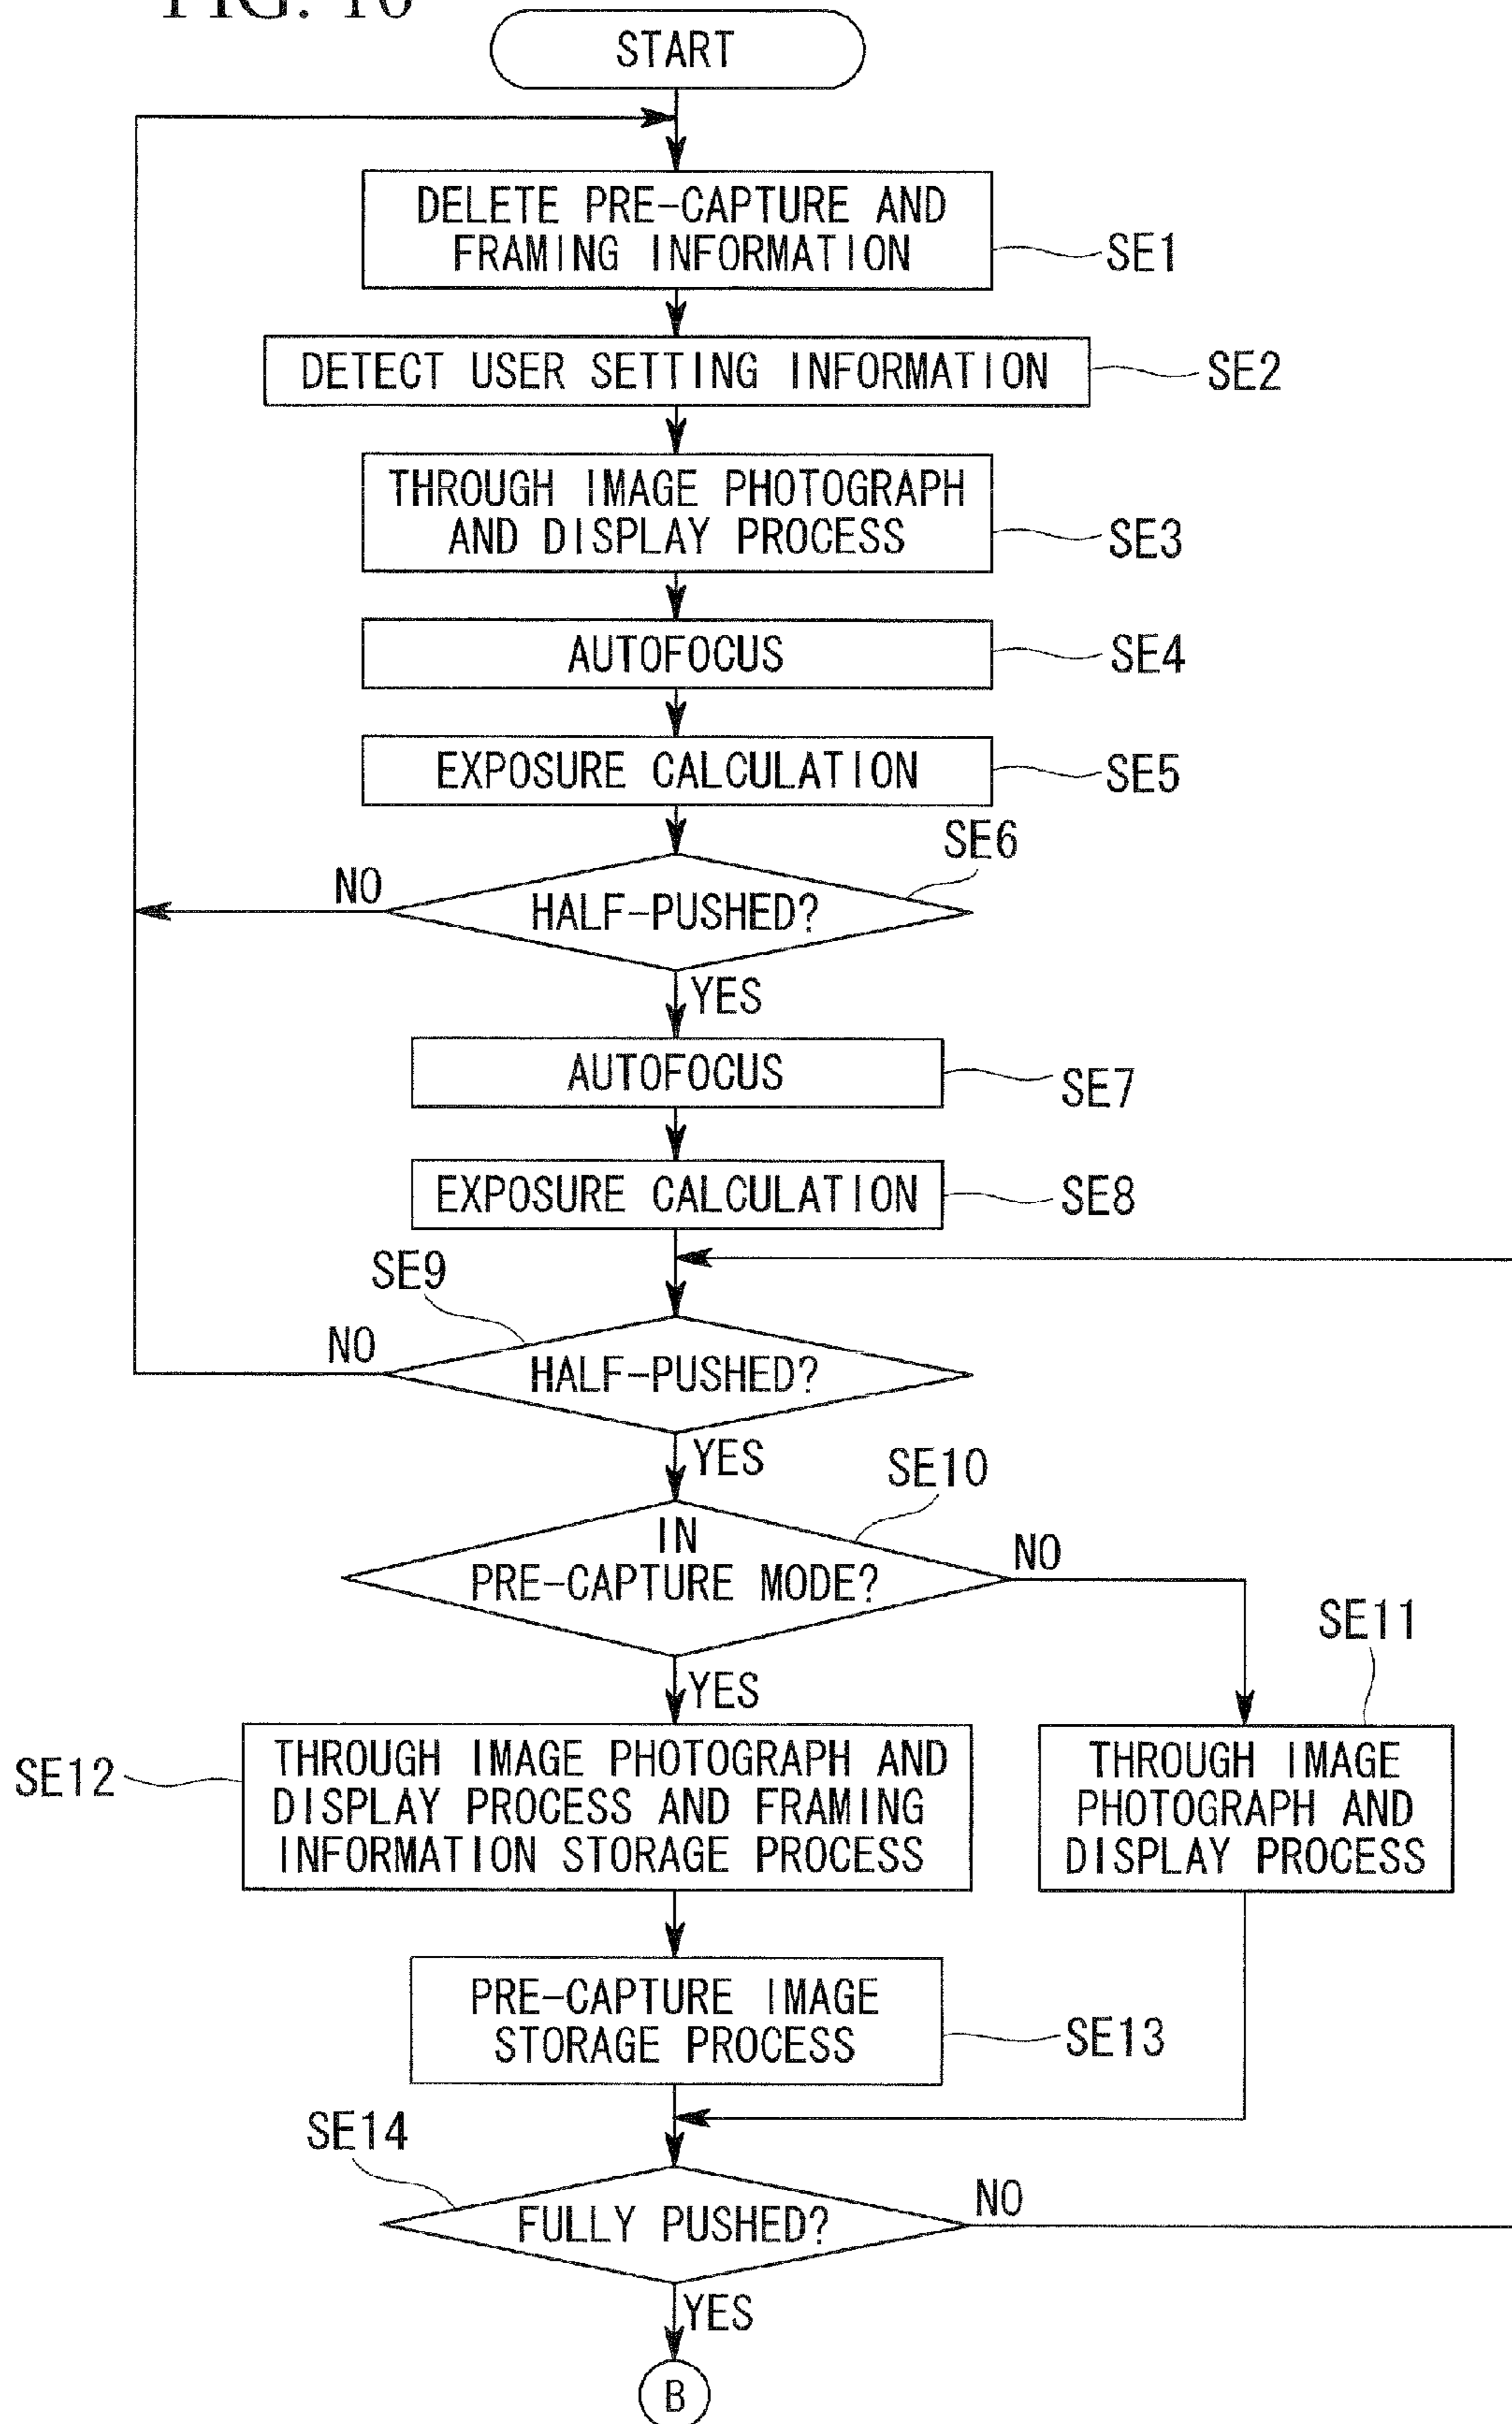 FIG. 16
START
DELETE PRE-CAPTURE AND
FRAMING INFORMATION
SE1
DETECT USER SETTING INFORMATION
SE2
THROUGH IMAGE PHOTOGRAPH
AND DISPLAY PROCESS
SE3
AUTOFOCUS
SE4
EXPOSURE CALCULATION
SE5
SE6
NO
HALF-PUSHED?
YES
AUTOFOCUS
SE7
EXPOSURE CALCULATION
SE8
SE9
NO
HALF-PUSHED?
YES
SE10
IN
PRE-CAPTURE MODE?
NO
SE11
YES
SE12
THROUGH IMAGE PHOTOGRAPH AND
DISPLAY PROCESS AND FRAMING
INFORMATION STORAGE PROCESS
THROUGH IMAGE
PHOTOGRAPH AND
DISPLAY PROCESS
PRE-CAPTURE IMAGE
STORAGE PROCESS
SE13
SE14
FULLY PUSHED?
NO
YES
B